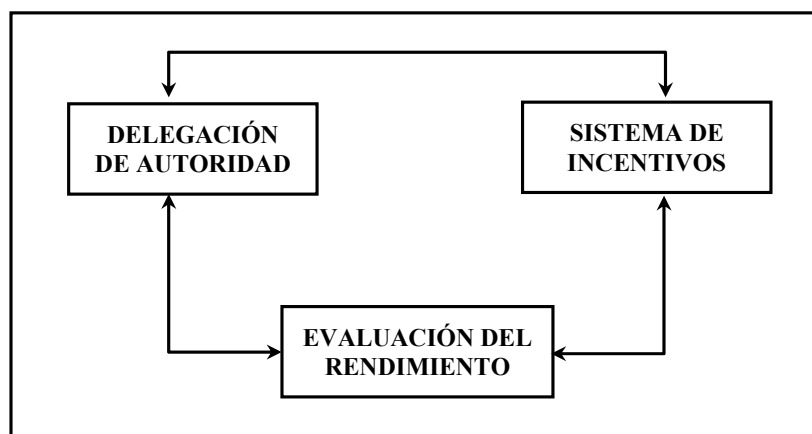 DELEGACIÓN
DE AUTORIDAD
SISTEMA DE
INCENTIVOS
EVALUACIÓN DEL
RENDIMIENTO